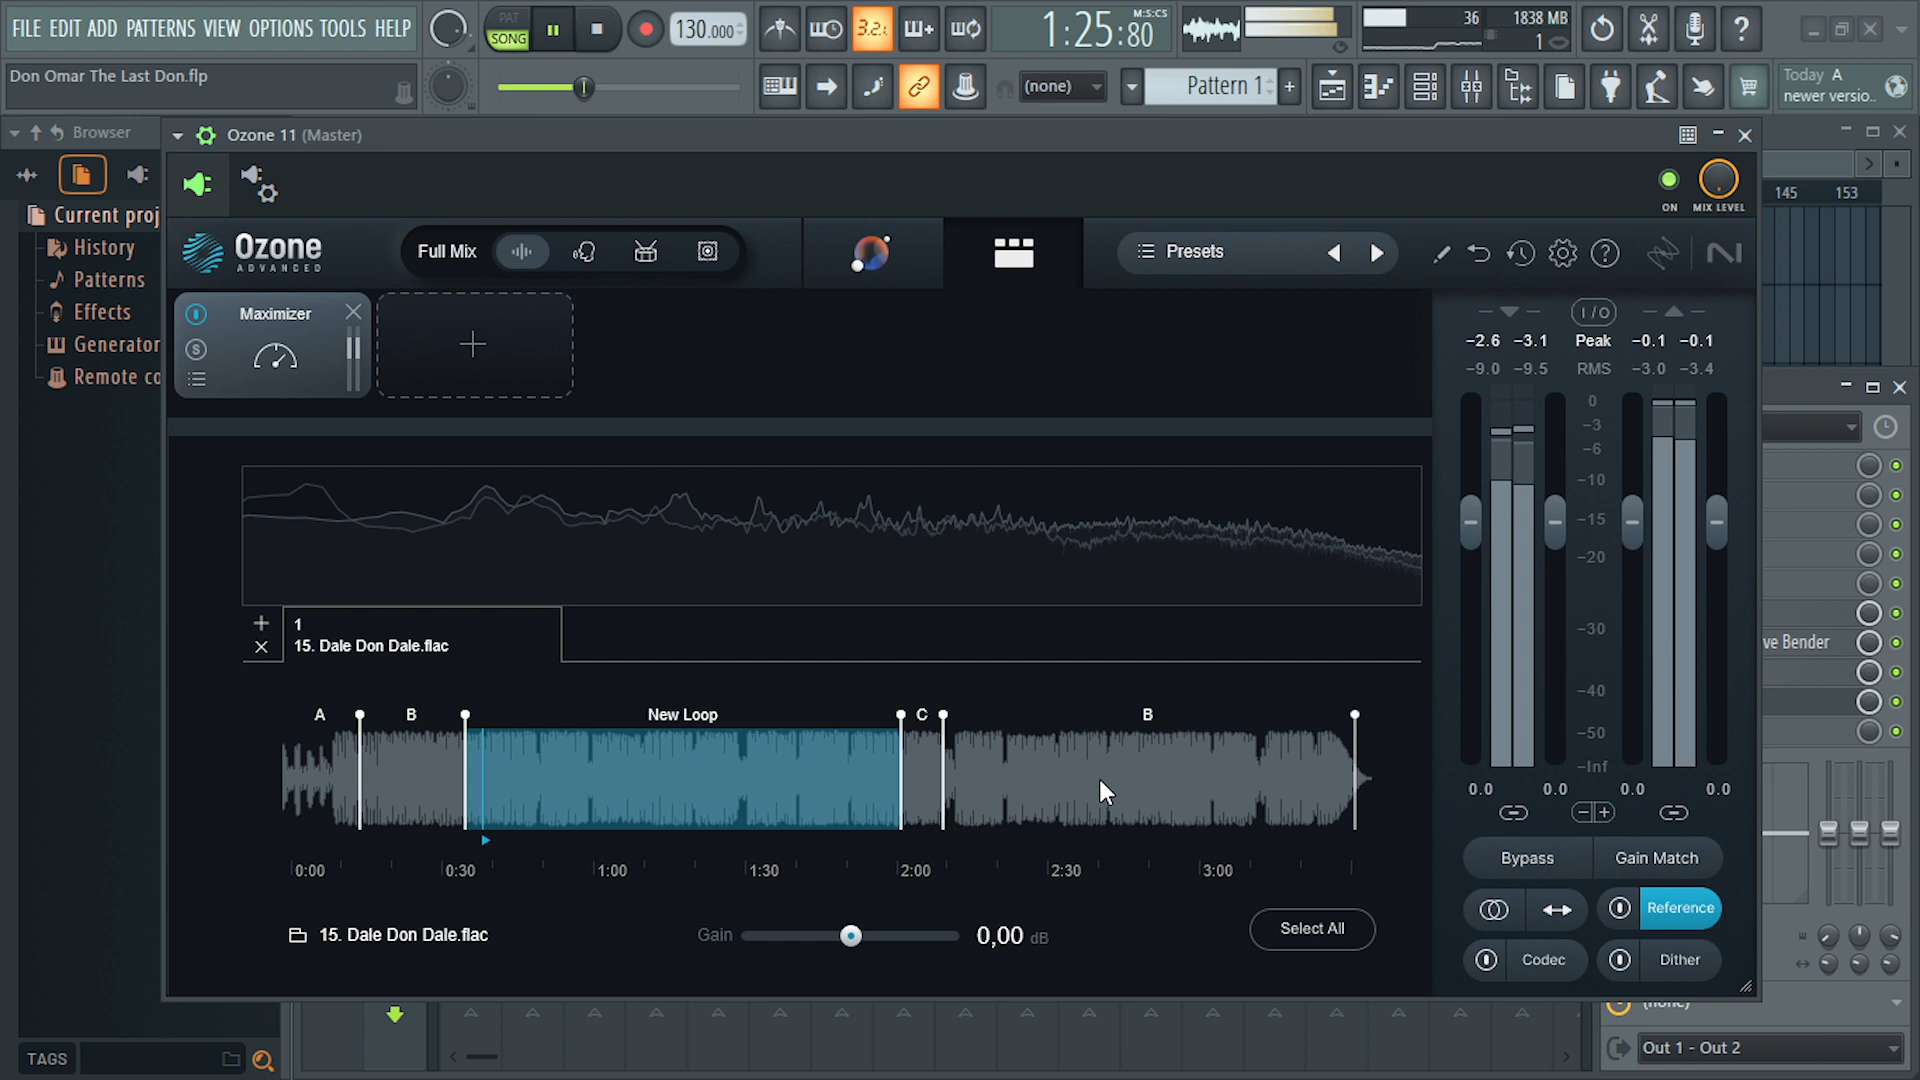 FILE EDIT ADD PATTERNS VIEW OPTIONS TOOLS HELP
PAT
SONG
130.000
3.2.
1:25:80
M:S:CS
36
1838 MB
1
Don Omar The Last Don.flp
(none)
Pattern 1
Today A
newer versio..
Browser
Ozone 11 (Master)
ON
MIX LEVEL
145
153
Current proj
History
Patterns
Effects
Generator
Remote co
Ozone
ADVANCED
Full Mix
Presets
Maximizer
S
I/O
-2.6 -3.1 Peak -0.1 -0.1
-9.0 -9.5 RMS -3.0 -3.4
0
-3
-6
-10
-15
-20
-30
-40
-50
-Inf
0.0 0.0 0.0 0.0
1
15. Dale Don Dale.flac
A B New Loop C B
0:00 0:30 1:00 1:30 2:00 2:30 3:00
15. Dale Don Dale.flac
Gain 0,00 dB
Select All
Bypass
Gain Match
Reference
Codec
Dither
ve Bender
(none)
Out 1 - Out 2
TAGS